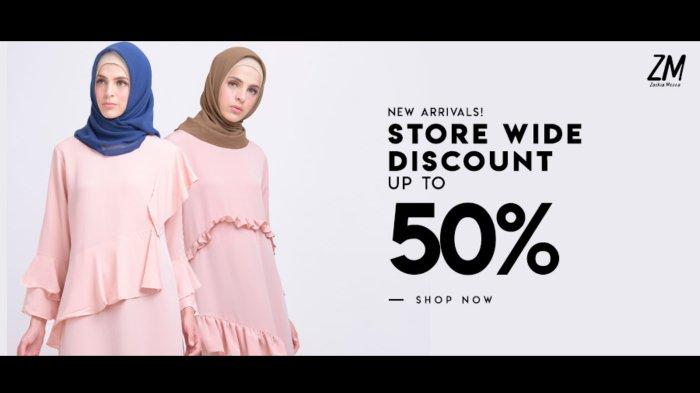 ZM
Zaskia Mecca
NEW ARRIVALS!
STORE WIDE
DISCOUNT
UP TO
50%
— SHOP NOW